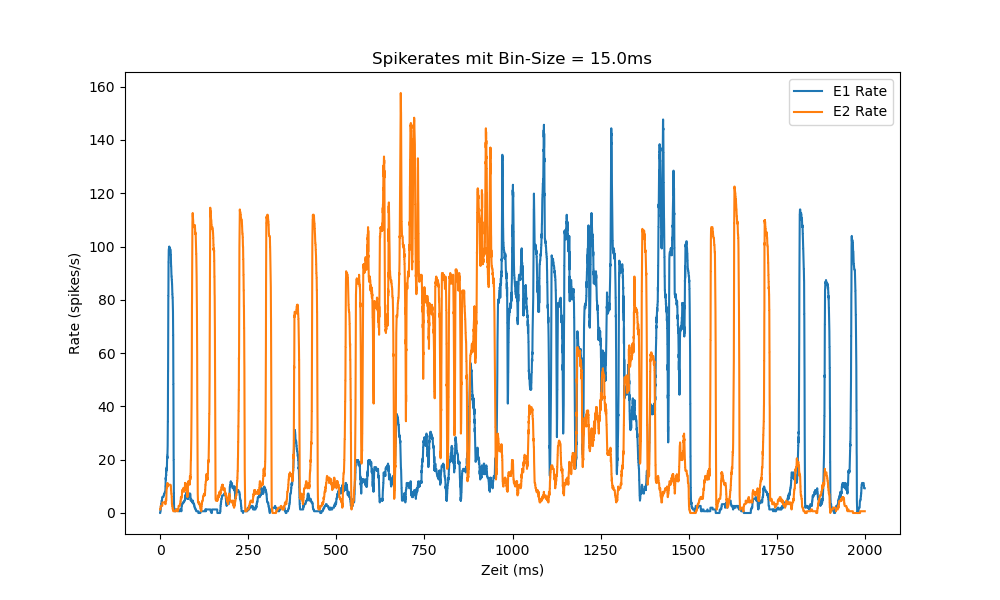 Spikerates mit Bin-Size = 15.0ms
E1 Rate
E2 Rate
Rate (spikes/s)
160
140
120
100
80
60
40
20
0
0 250 500 750 1000 1250 1500 1750 2000
Zeit (ms)